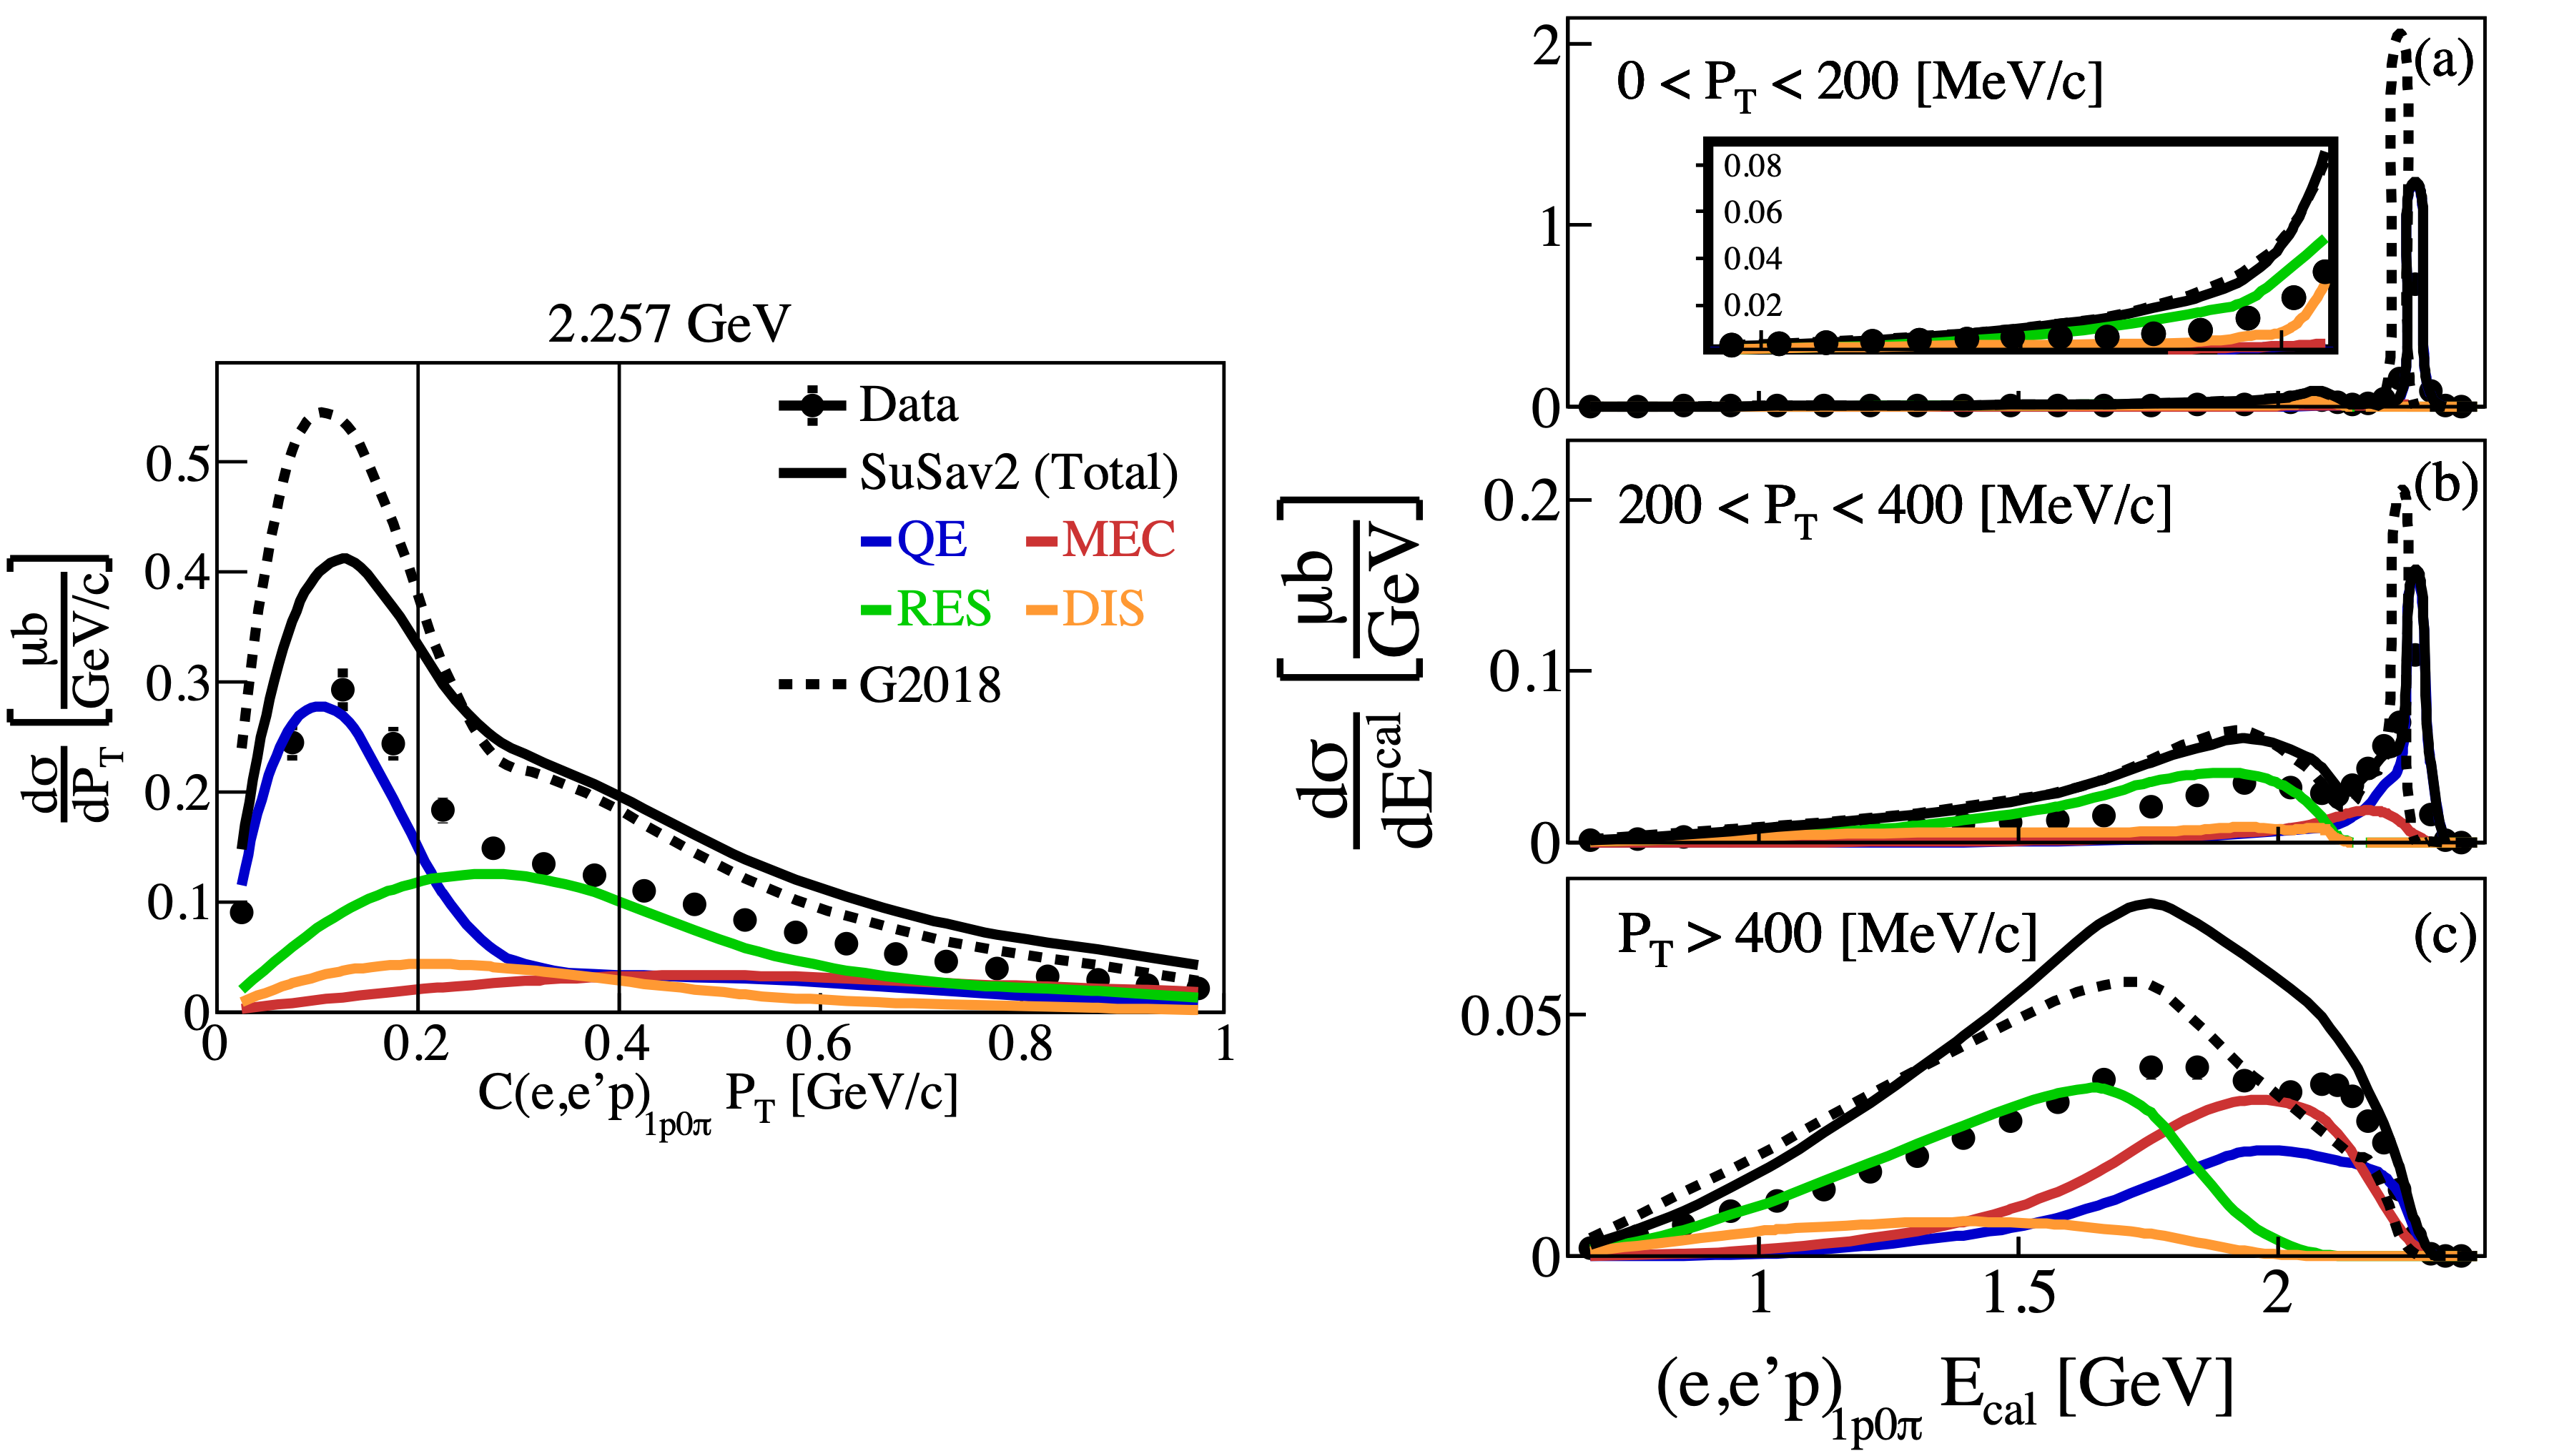 2.257 GeV
Data
SuSav2 (Total)
QE MEC
RES DIS
G2018
dσ/dP_T [μb/GeV/c]
0.5
0.4
0.3
0.2
0.1
0
0 0.2 0.4 0.6 0.8 1
C(e,e’p)_1p0π P_T [GeV/c]
dσ/dE^cal [μb/GeV]
(a)
0 < P_T < 200 [MeV/c]
2
1
0
0.08
0.06
0.04
0.02
(b)
200 < P_T < 400 [MeV/c]
0.2
0.1
0
(c)
P_T > 400 [MeV/c]
0.05
0
1 1.5 2
(e,e’p)_1p0π E_cal [GeV]